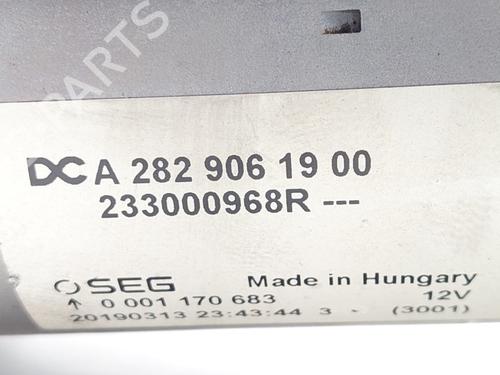 DC A 282 906 19 00
233000968R ---
SEG Made in Hungary
↑ 0 001 170 683 12V
20190313 23:43:44 3 - (3001)
B-PARTS